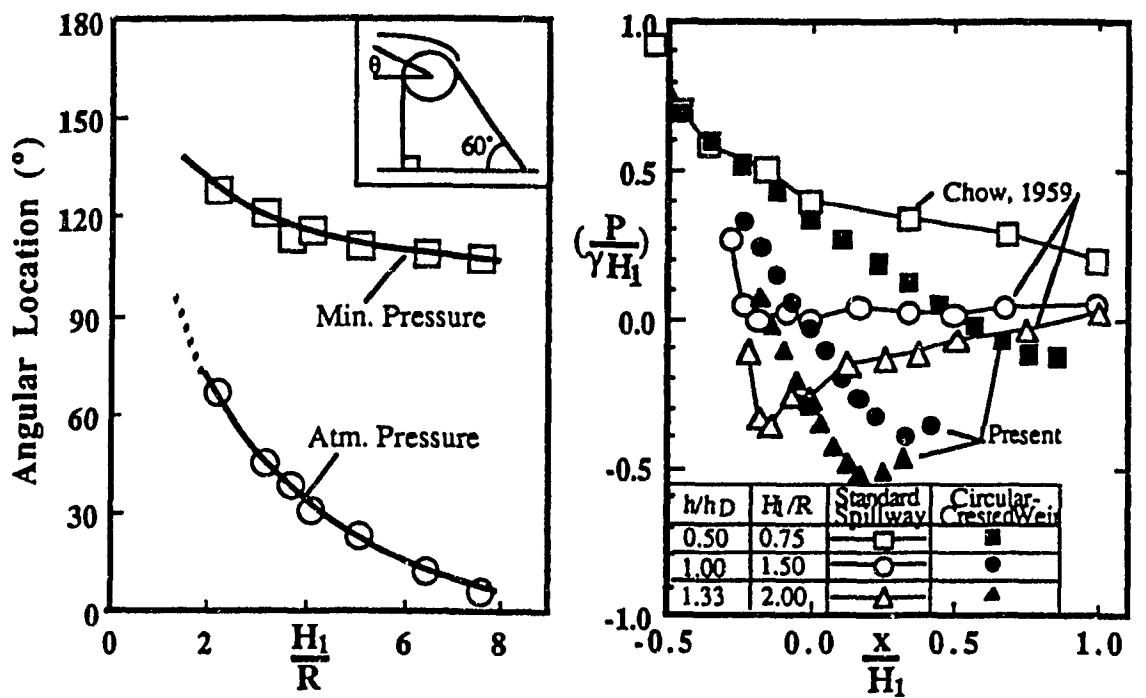 Angular Location (°)
180
150
120
90
60
30
0
0
2
4
6
8
H1
R
θ
60°
Min. Pressure
Atm. Pressure
(P
γH1)
1.0
0.5
0.0
-0.5
-1.0
-0.5
0.0
0.5
1.0
x
H1
Chow, 1959
Present
h/hD H1/R Standard Spillway Circular-Crested Weir
0.50 0.75
1.00 1.50
1.33 2.00